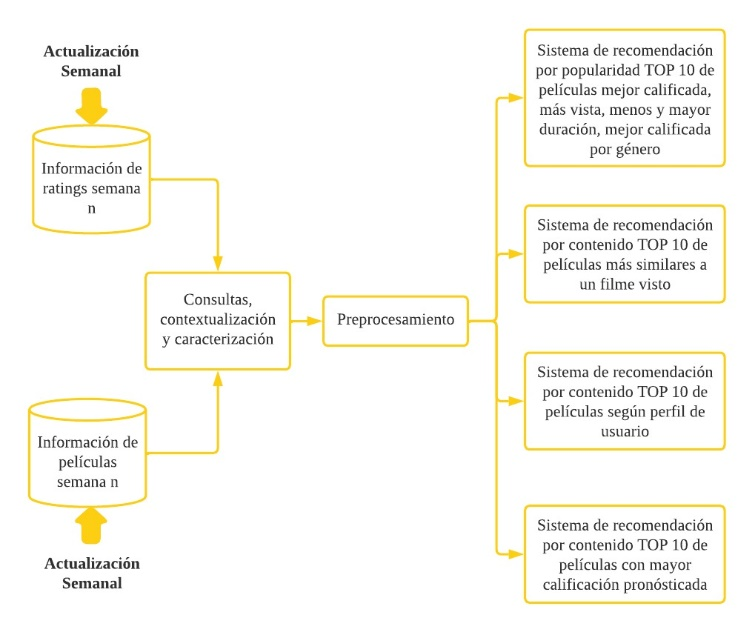 Actualización
Semanal
Información de
ratings semana
n
Consultas,
contextualización
y caracterización
Información de
películas
semana n
Actualización
Semanal
Preprocesamiento
Sistema de recomendación
por popularidad TOP 10 de
películas mejor calificada,
más vista, menos y mayor
duración, mejor calificada
por género
Sistema de recomendación
por contenido TOP 10 de
películas más similares a
un filme visto
Sistema de recomendación
por contenido TOP 10 de
películas según perfil de
usuario
Sistema de recomendación
por contenido TOP 10 de
películas con mayor
calificación pronósticada